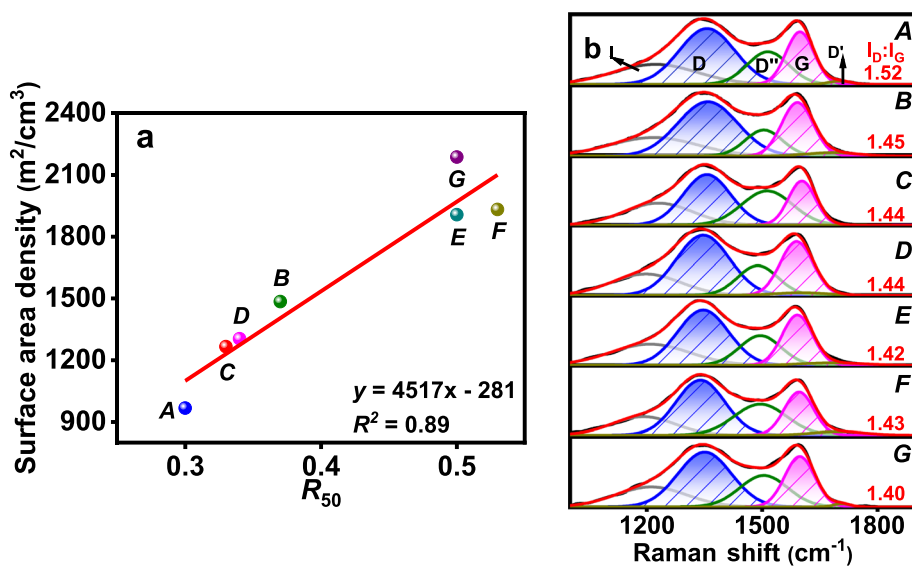 a
Surface area density (m²/cm³)
2400
2100
1800
1500
1200
900
A
B
C
D
E
F
G
y = 4517x - 281
R² = 0.89
0.3
0.4
0.5
R₅₀
b
I
D
D''
G
D'
A
I_D:I_G
1.52
B
1.45
C
1.44
D
1.44
E
1.42
F
1.43
G
1.40
1200
1500
1800
Raman shift (cm⁻¹)